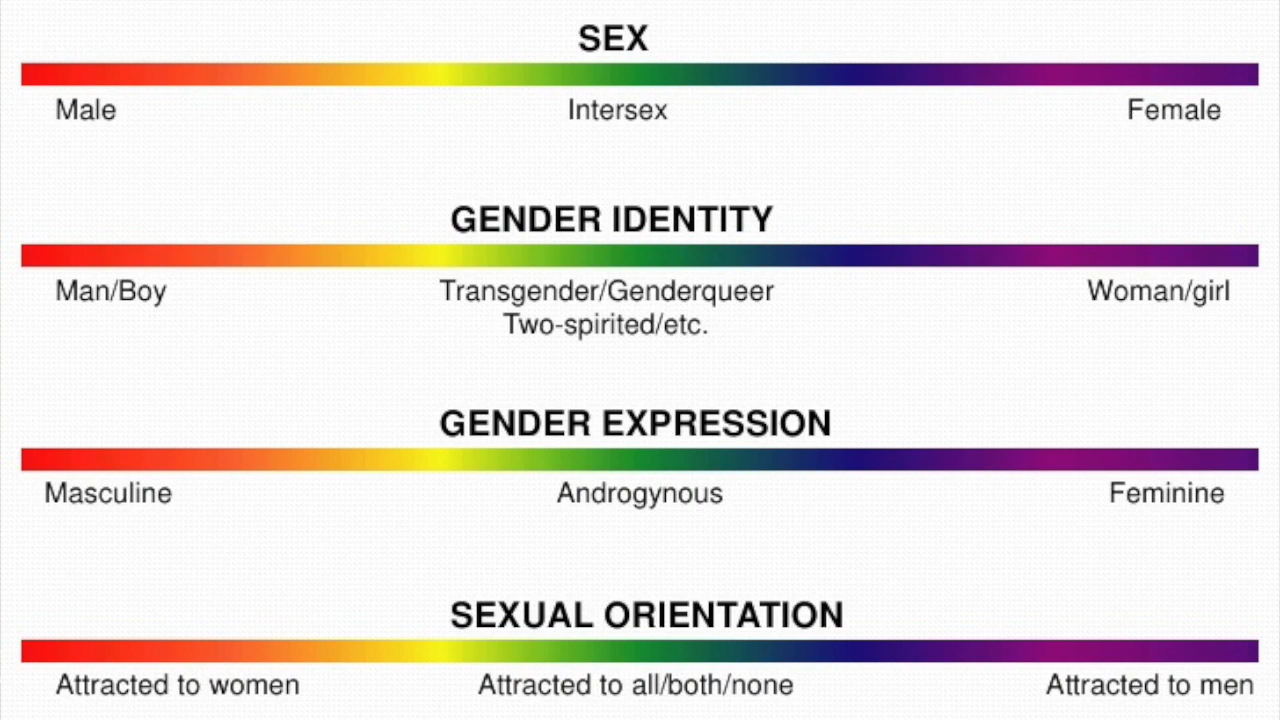 SEX
Male Intersex Female
GENDER IDENTITY
Man/Boy Transgender/Genderqueer Woman/girl
Two-spirited/etc.
GENDER EXPRESSION
Masculine Androgynous Feminine
SEXUAL ORIENTATION
Attracted to women Attracted to all/both/none Attracted to men